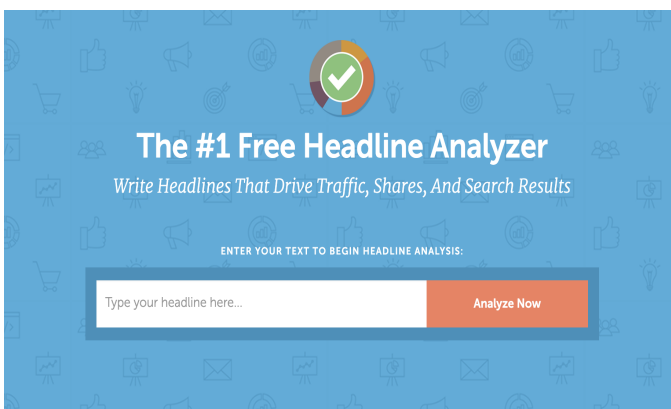 The #1 Free Headline Analyzer
Write Headlines That Drive Traffic, Shares, And Search Results
ENTER YOUR TEXT TO BEGIN HEADLINE ANALYSIS:
Type your headline here...
Analyze Now